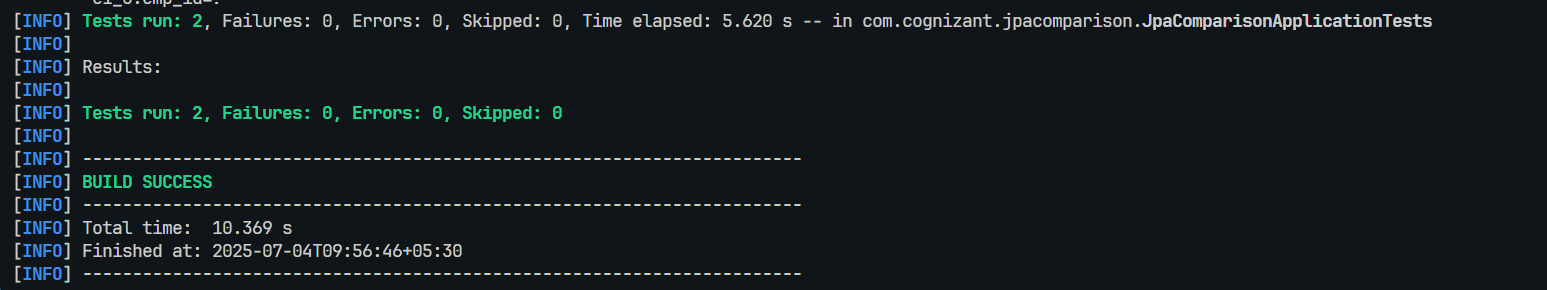 [INFO] Tests run: 2, Failures: 0, Errors: 0, Skipped: 0, Time elapsed: 5.620 s -- in com.cognizant.jpacomparison.JpaComparisonApplicationTests
[INFO]
[INFO] Results:
[INFO]
[INFO] Tests run: 2, Failures: 0, Errors: 0, Skipped: 0
[INFO]
[INFO] ------------------------------------------------------------------------
[INFO] BUILD SUCCESS
[INFO] ------------------------------------------------------------------------
[INFO] Total time:  10.369 s
[INFO] Finished at: 2025-07-04T09:56:46+05:30
[INFO] ------------------------------------------------------------------------